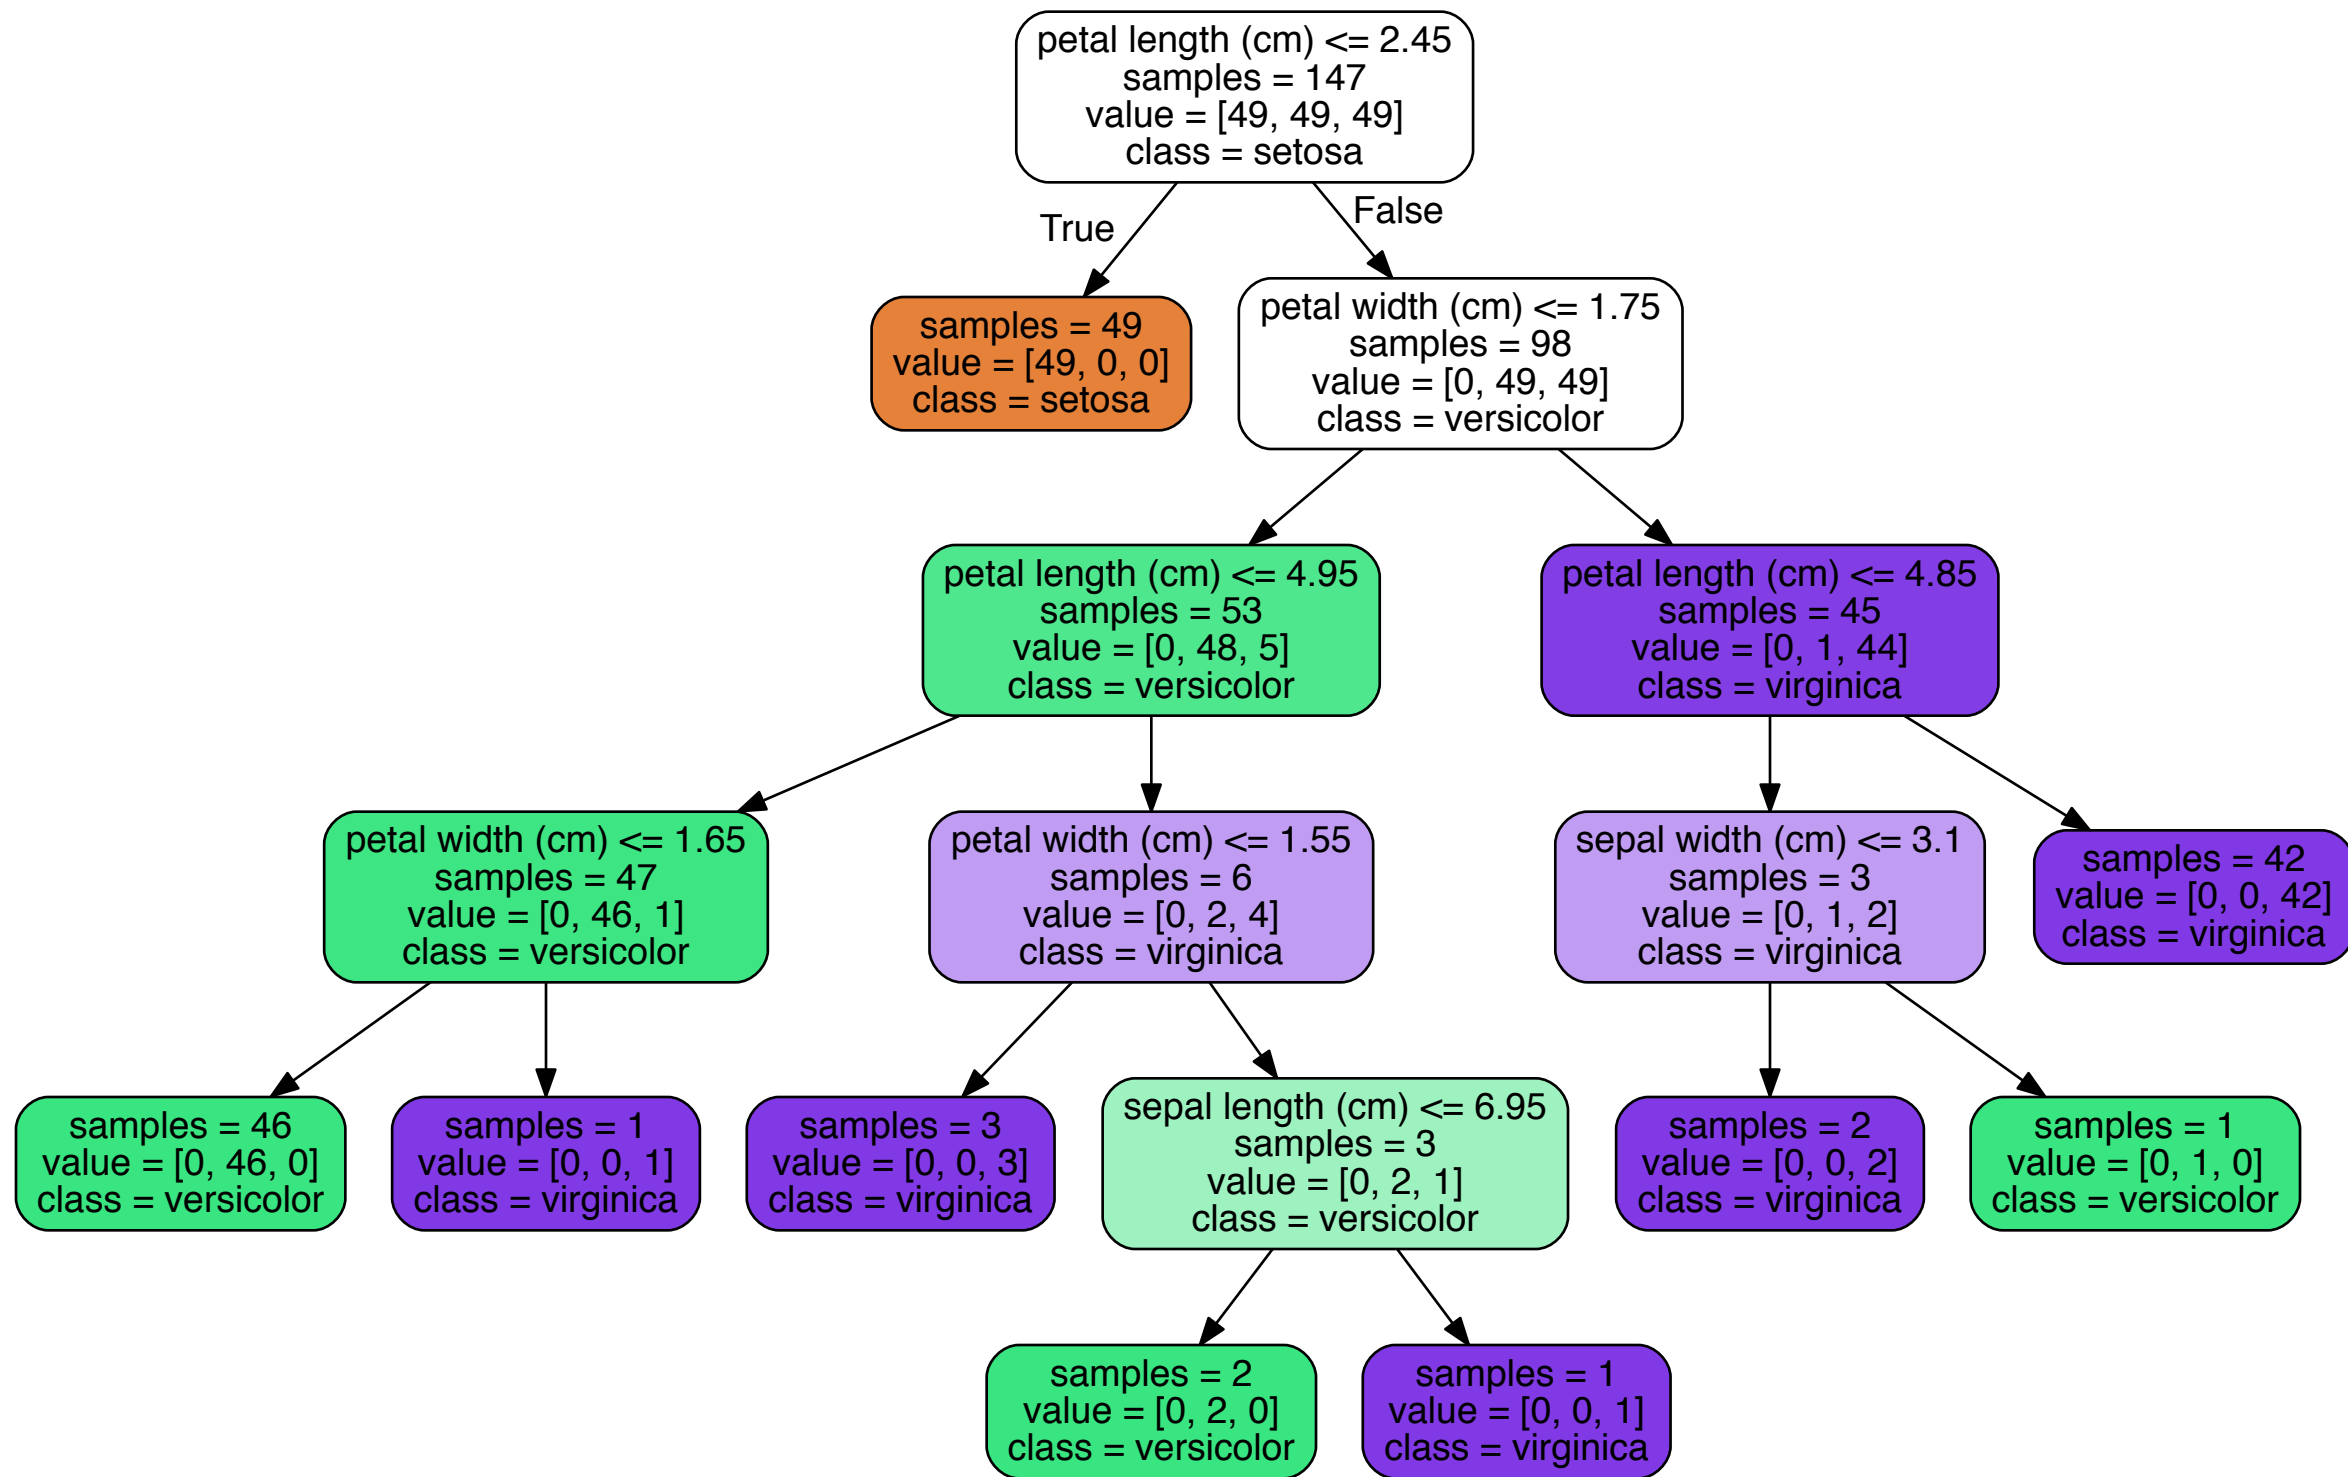 petal length (cm) <= 2.45
samples = 147
value = [49, 49, 49]
class = setosa
True
False
samples = 49
value = [49, 0, 0]
class = setosa
petal width (cm) <= 1.75
samples = 98
value = [0, 49, 49]
class = versicolor
petal length (cm) <= 4.95
samples = 53
value = [0, 48, 5]
class = versicolor
petal length (cm) <= 4.85
samples = 45
value = [0, 1, 44]
class = virginica
petal width (cm) <= 1.65
samples = 47
value = [0, 46, 1]
class = versicolor
petal width (cm) <= 1.55
samples = 6
value = [0, 2, 4]
class = virginica
sepal width (cm) <= 3.1
samples = 3
value = [0, 1, 2]
class = virginica
samples = 42
value = [0, 0, 42]
class = virginica
samples = 46
value = [0, 46, 0]
class = versicolor
samples = 1
value = [0, 0, 1]
class = virginica
samples = 3
value = [0, 0, 3]
class = virginica
sepal length (cm) <= 6.95
samples = 3
value = [0, 2, 1]
class = versicolor
samples = 2
value = [0, 0, 2]
class = virginica
samples = 1
value = [0, 1, 0]
class = versicolor
samples = 2
value = [0, 2, 0]
class = versicolor
samples = 1
value = [0, 0, 1]
class = virginica